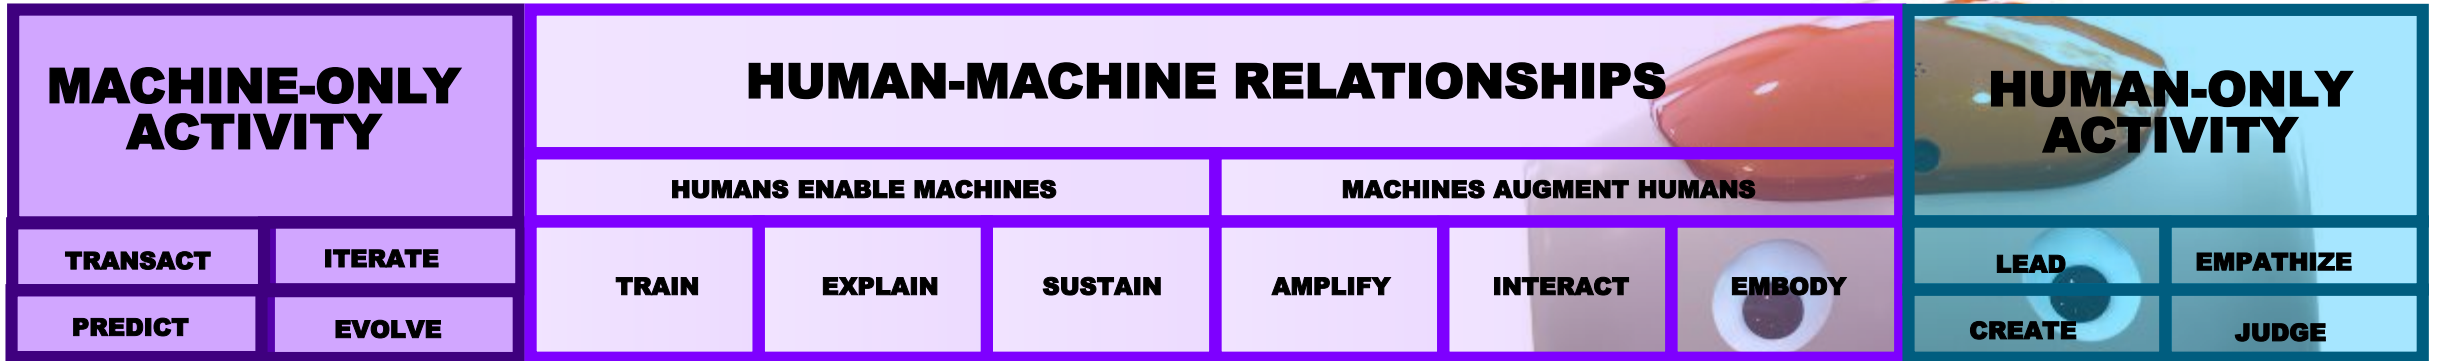 MACHINE-ONLY
ACTIVITY
TRANSACT
ITERATE
PREDICT
EVOLVE
HUMAN-MACHINE RELATIONSHIPS
HUMANS ENABLE MACHINES
MACHINES AUGMENT HUMANS
TRAIN
EXPLAIN
SUSTAIN
AMPLIFY
INTERACT
EMBODY
HUMAN-ONLY
ACTIVITY
LEAD
EMPATHIZE
CREATE
JUDGE